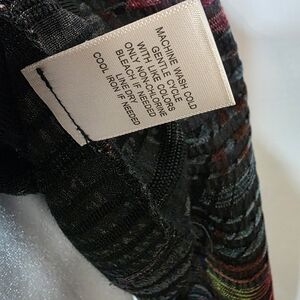 MACHINE WASH COLD
GENTLE CYCLE
WITH LIKE COLORS
ONLY NON-CHLORINE
BLEACH IF NEEDED
LINE DRY
COOL IRON IF NEEDED